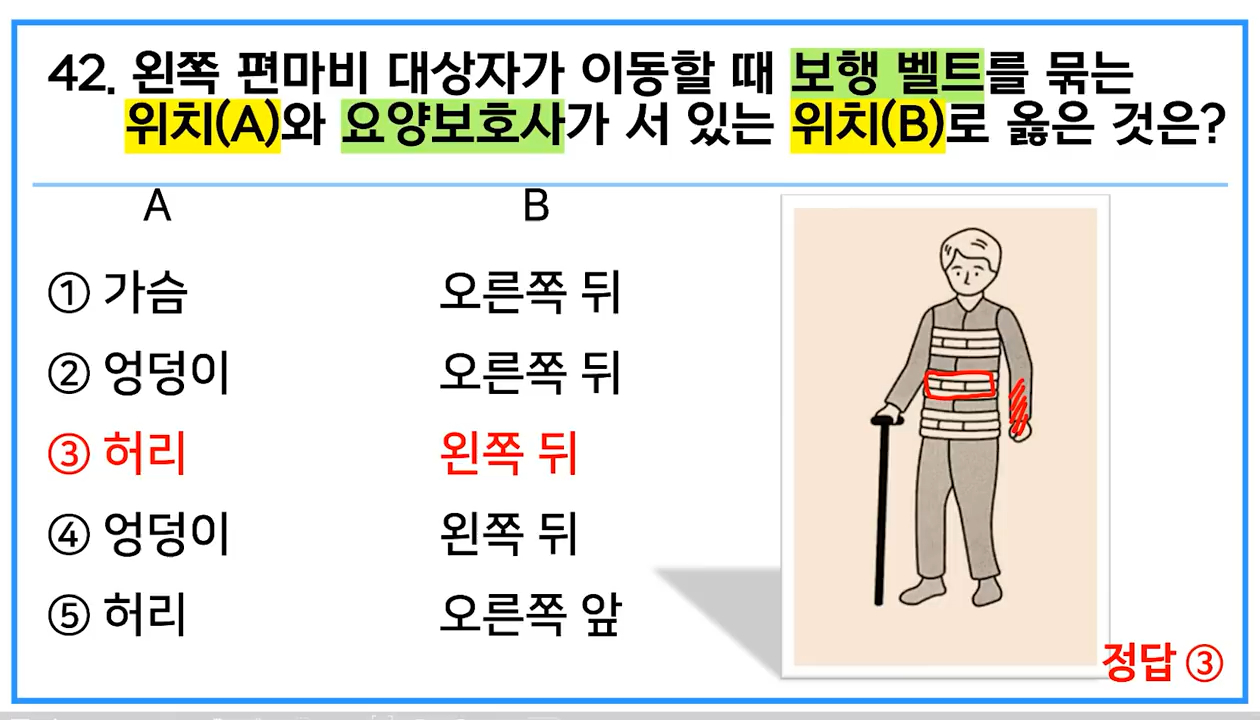 42. 왼쪽 편마비 대상자가 이동할 때 보행 벨트를 묶는
위치(A)와 요양보호사가 서 있는 위치(B)로 옳은 것은?
A B
① 가슴 오른쪽 뒤
② 엉덩이 오른쪽 뒤
③ 허리 왼쪽 뒤
④ 엉덩이 왼쪽 뒤
⑤ 허리 오른쪽 앞
정답 ③